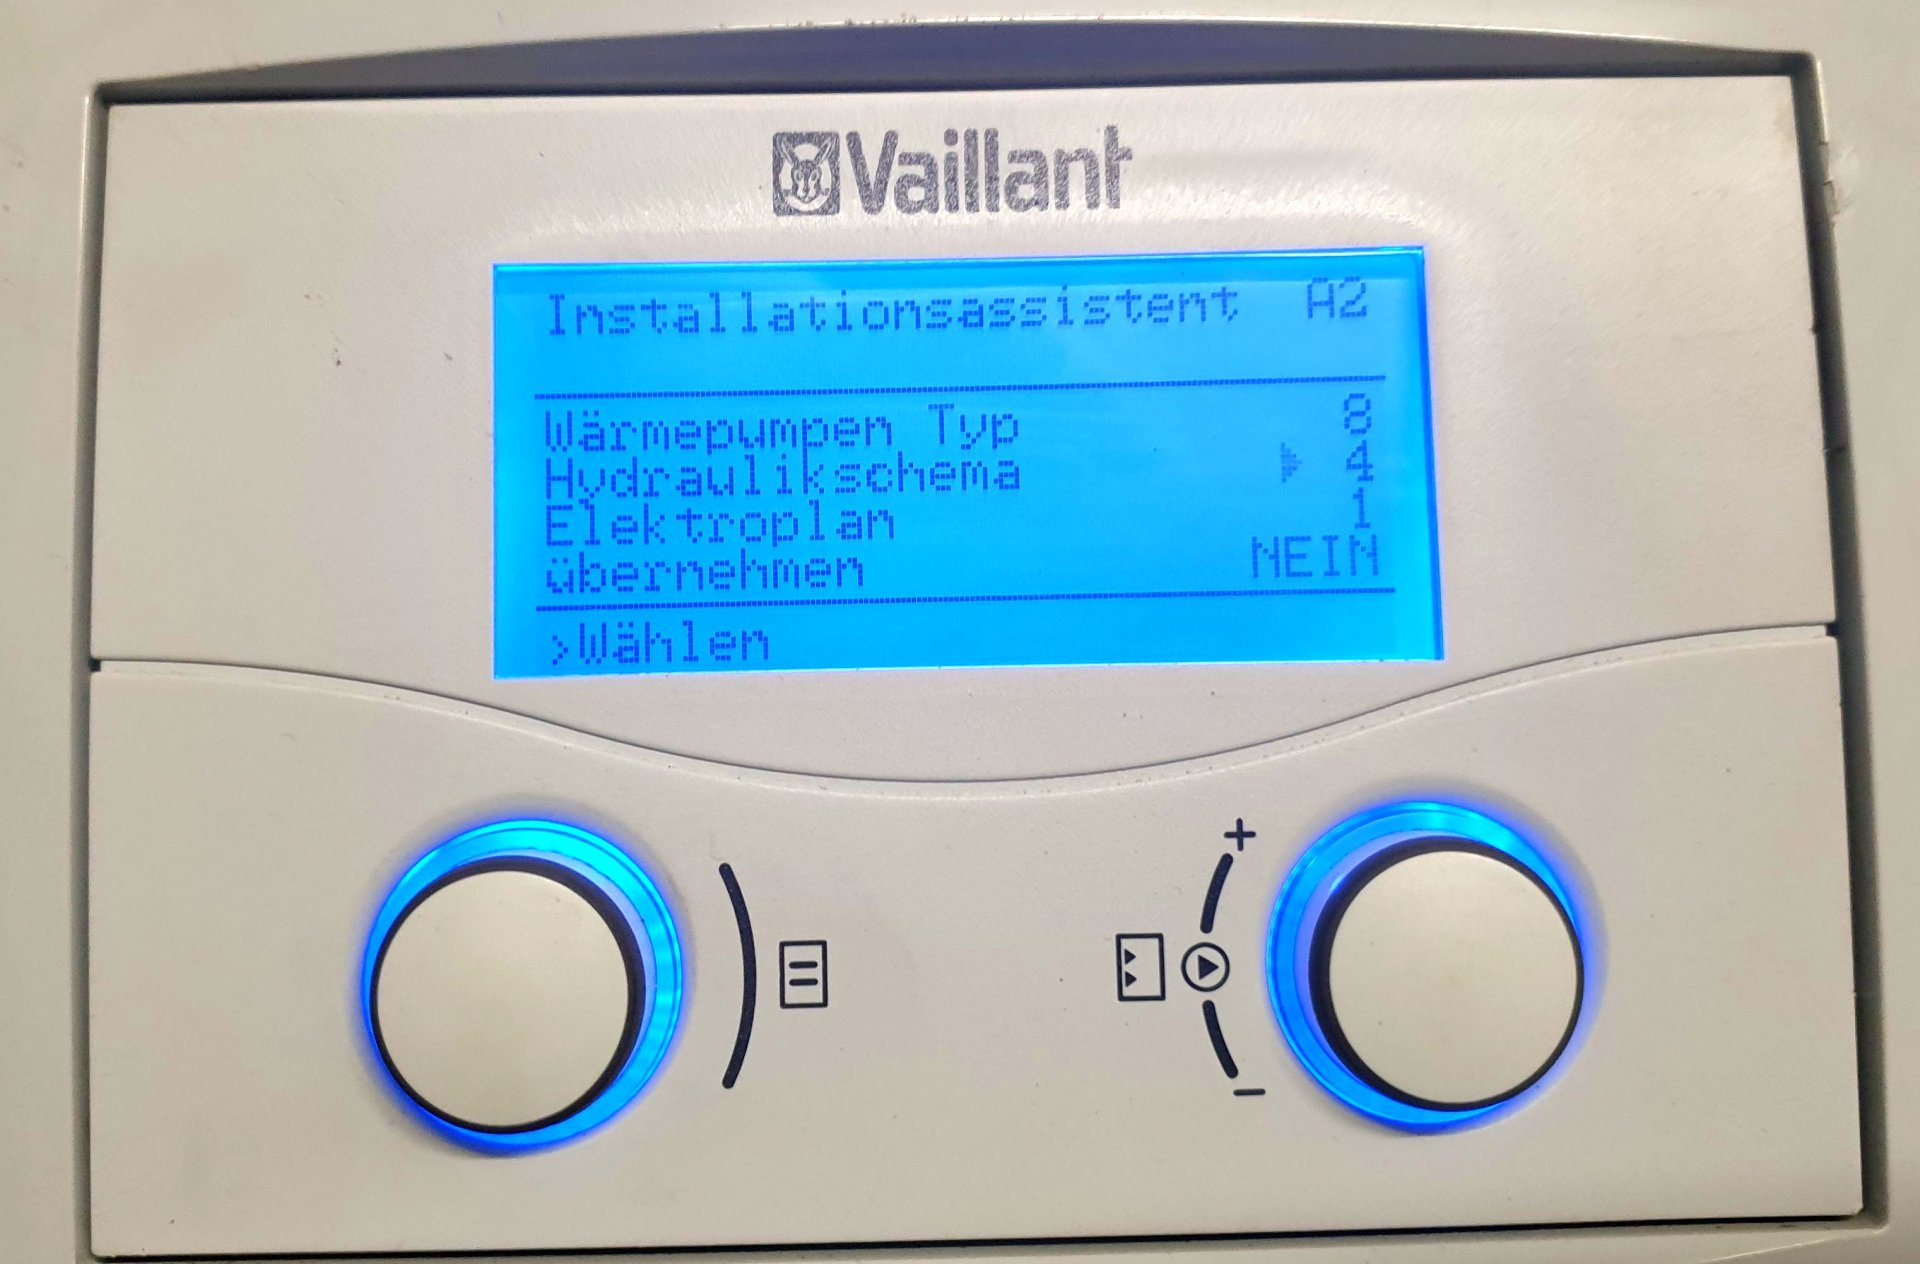 Vaillant
Installationsassistent A2
Wärmepumpen Typ 8
Hydraulikschema ▶ 4
Elektroplan 1
übernehmen NEIN
>Wählen
+
−